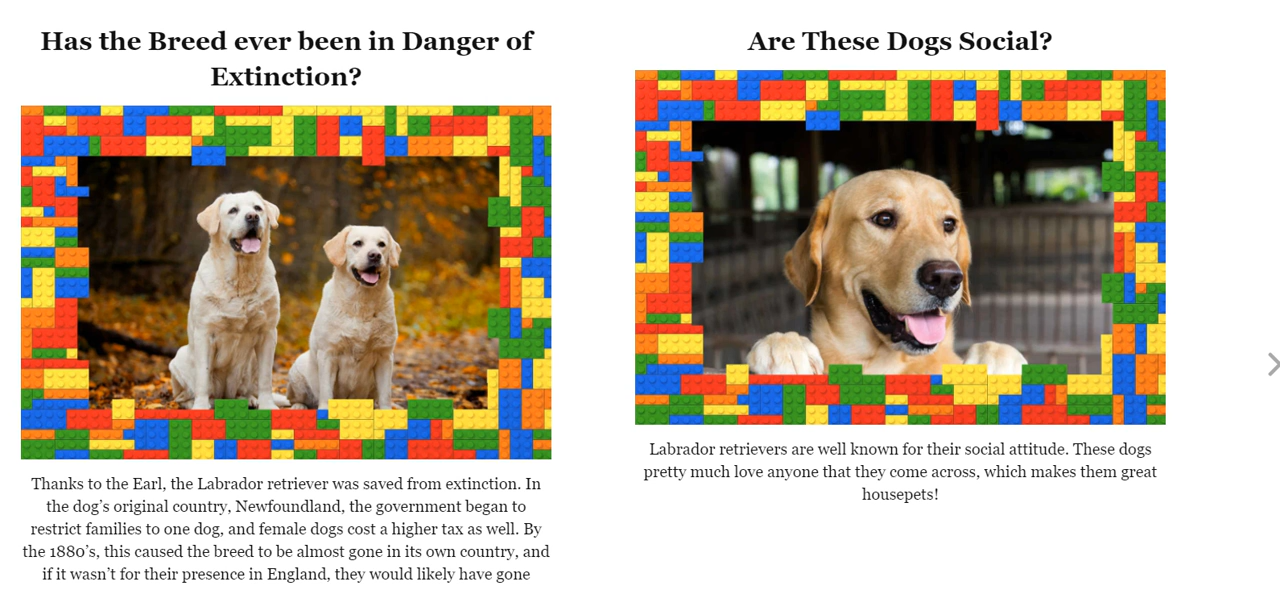 Has the Breed ever been in Danger of
Extinction?
Thanks to the Earl, the Labrador retriever was saved from extinction. In
the dog’s original country, Newfoundland, the government began to
restrict families to one dog, and female dogs cost a higher tax as well. By
the 1880’s, this caused the breed to be almost gone in its own country, and
if it wasn’t for their presence in England, they would likely have gone
Are These Dogs Social?
Labrador retrievers are well known for their social attitude. These dogs
pretty much love anyone that they come across, which makes them great
housepets!